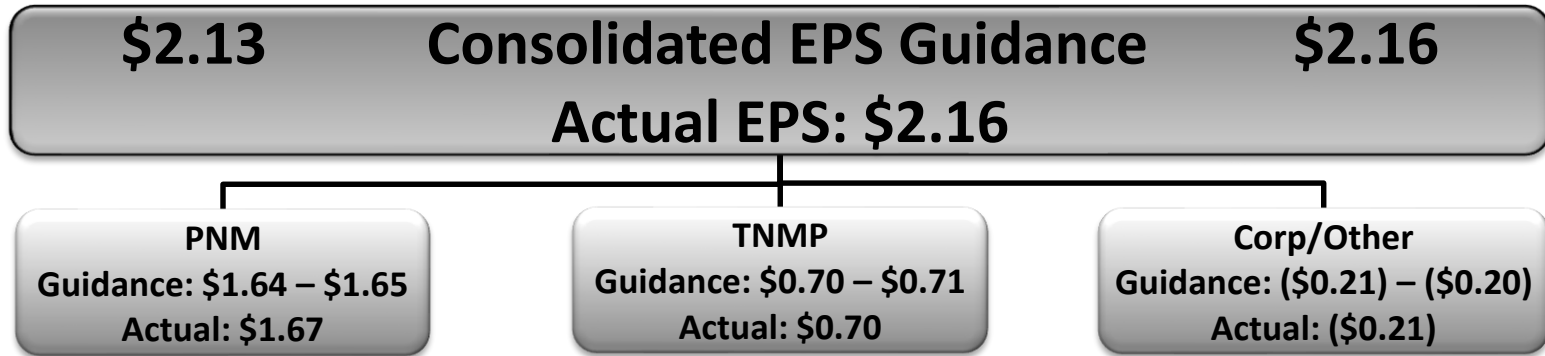 $2.13 Consolidated EPS Guidance $2.16
Actual EPS: $2.16
PNM
Guidance: $1.64 – $1.65
Actual: $1.67
TNMP
Guidance: $0.70 – $0.71
Actual: $0.70
Corp/Other
Guidance: ($0.21) – ($0.20)
Actual: ($0.21)